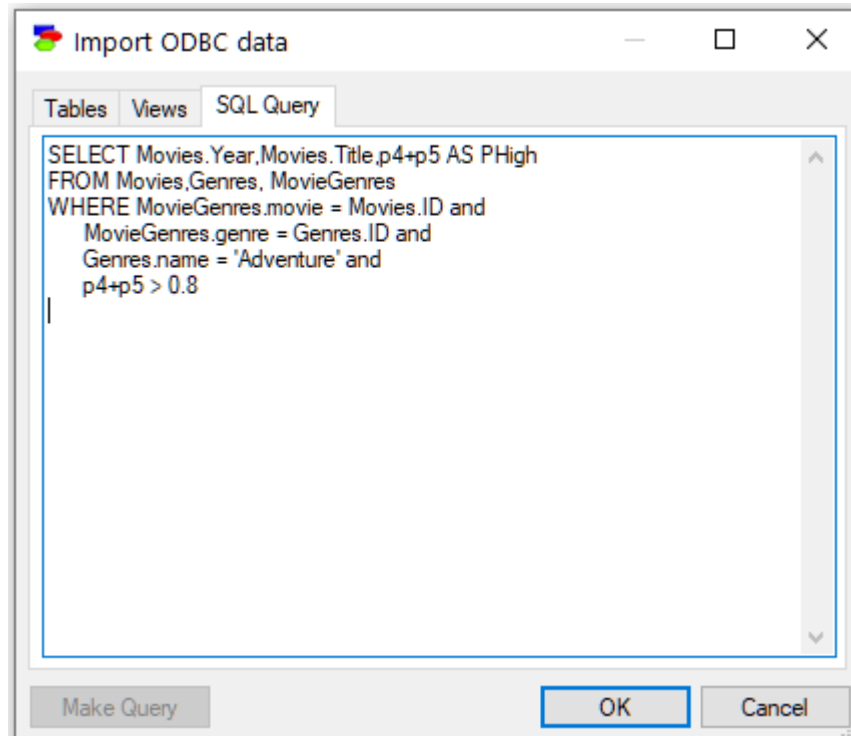 Import ODBC data
Tables Views SQL Query
SELECT Movies.Year,Movies.Title,p4+p5 AS PHigh
FROM Movies,Genres, MovieGenres
WHERE MovieGenres.movie = Movies.ID and
MovieGenres.genre = Genres.ID and
Genres.name = 'Adventure' and
p4+p5 > 0.8
Make Query OK Cancel